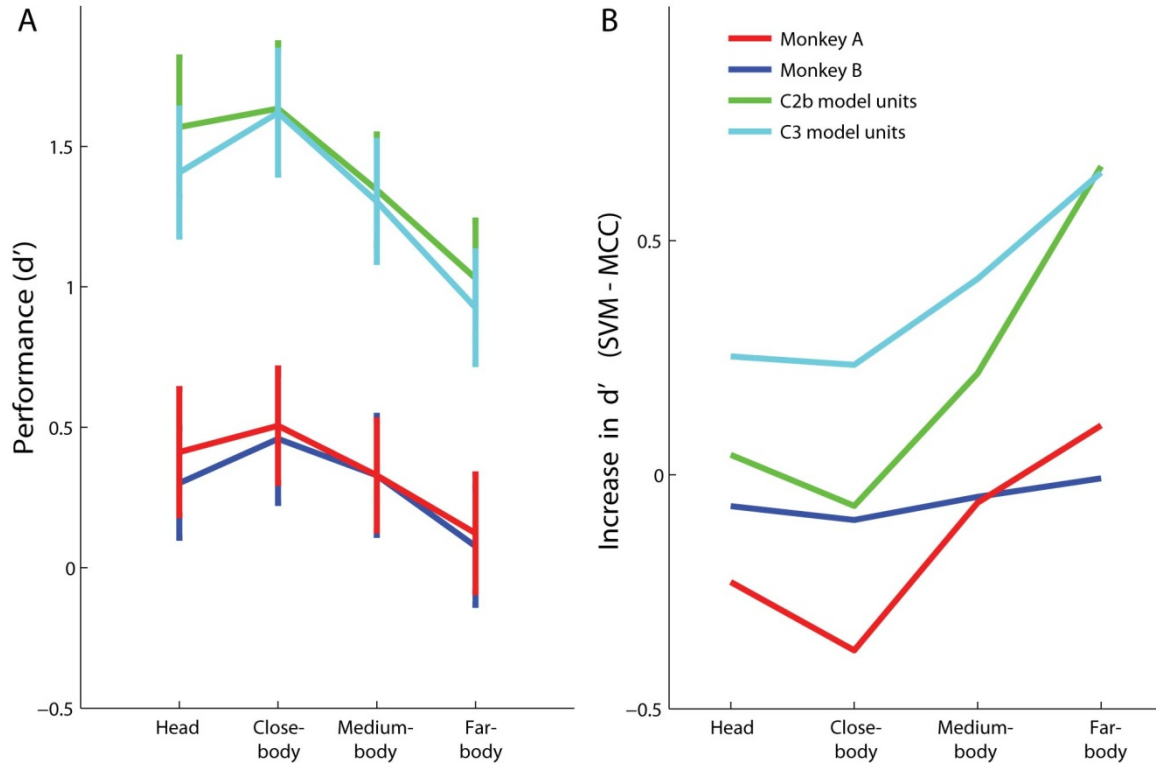 A
Performance (d')
1.5
1
0.5
0
−0.5
Head
Close-
body
Medium-
body
Far-
body
B
Monkey A
Monkey B
C2b model units
C3 model units
Increase in d' (SVM - MCC)
0.5
0
−0.5
Head
Close-
body
Medium-
body
Far-
body